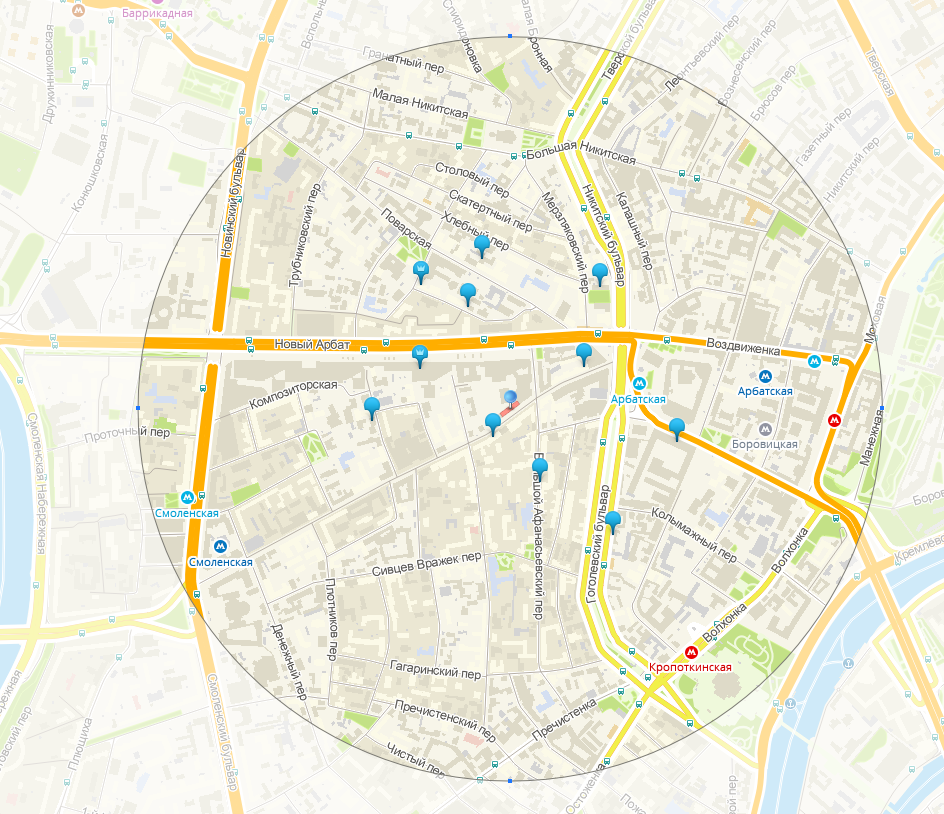 Баррикадная
Гранатный пер
Спиридоновка
Малая Бронная
Тверской бульвар
Леонтьевский пер
Вознесенский пер
Брюсов пер
Тверская
Газетный пер
Никитский пер
Дружинниковская
Конюшковская
Малая Никитская
Большая Никитская
Столовый пер
Скатертный пер
Хлебный пер
Поварская
Мерзляковский пер
Никитский бульвар
Калашный пер
Новинский бульвар
Трубниковский пер
Новый Арбат
Воздвиженка
Моховая
Арбатская
Арбатская
Боровицкая
Манежная
Композиторская
Проточный пер
Смоленская Набережная
Смоленская
Смоленская
Большой Афанасьевский пер
Гоголевский бульвар
Колымажный пер
Волхонка
Волхонка
Сивцев Вражек пер
Плотников пер
Денежный пер
Кропоткинская
Гагаринский пер
Пречистенский пер
Пречистенка
Чистый пер
Остоженка
Смоленский бульвар
Площиха